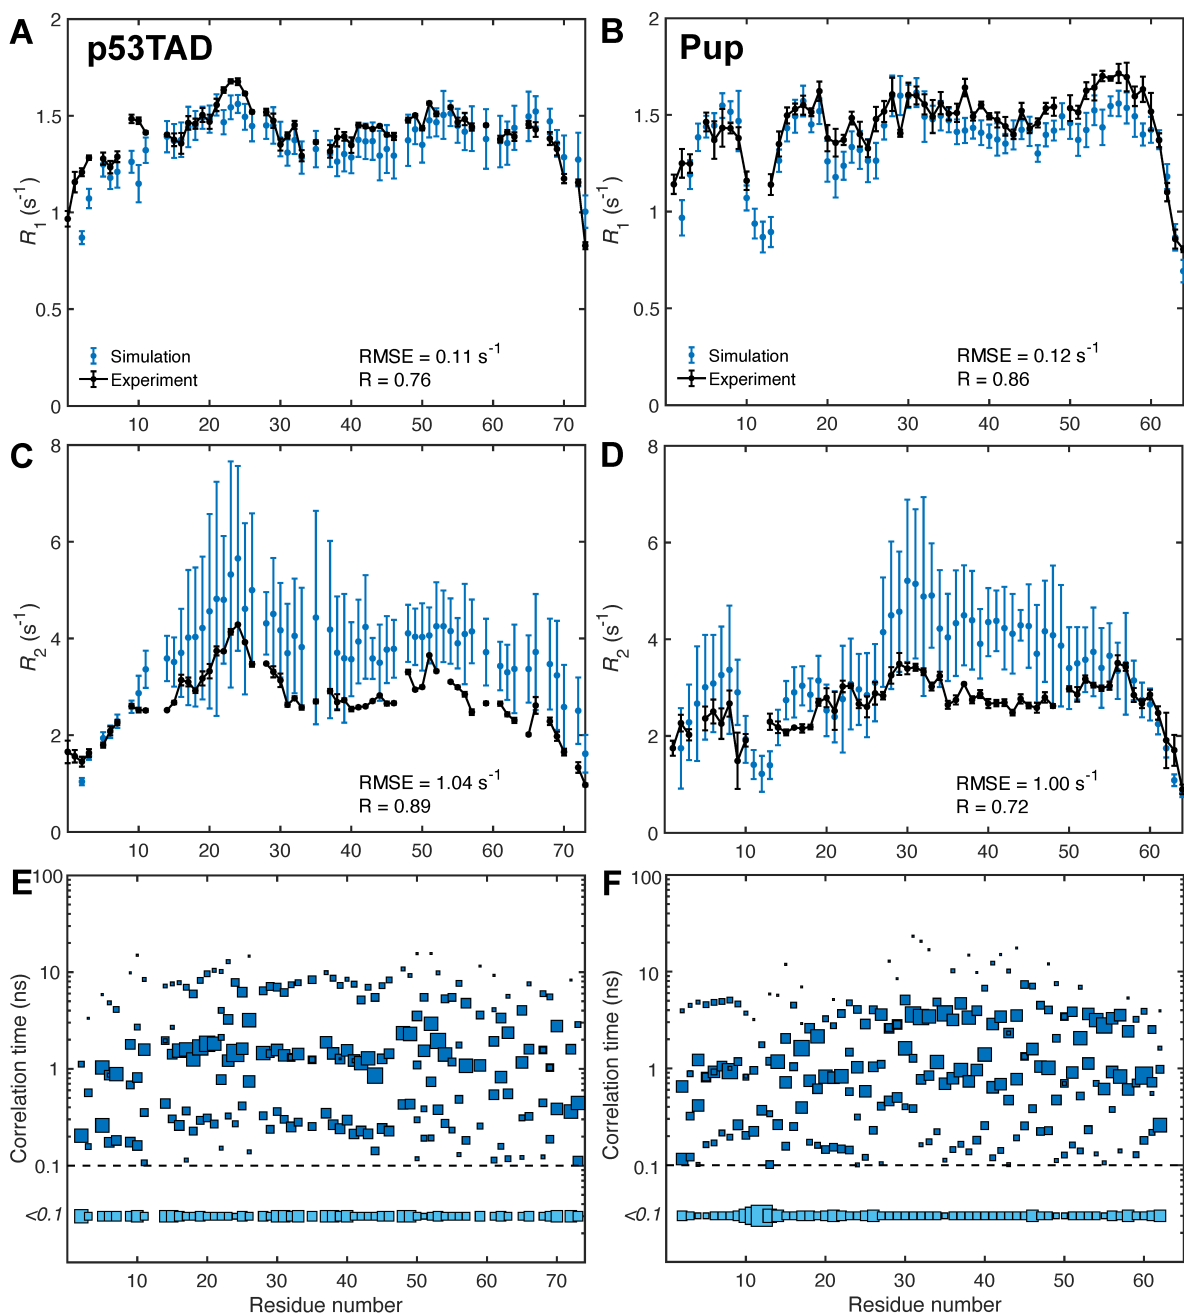 A
p53TAD
2
1.5
1
0.5
0
R1 (s-1)
Simulation
Experiment
RMSE = 0.11 s-1
R = 0.76
10 20 30 40 50 60 70
B
Pup
2
1.5
1
0.5
0
R1 (s-1)
Simulation
Experiment
RMSE = 0.12 s-1
R = 0.86
10 20 30 40 50 60
C
8
6
4
2
0
R2 (s-1)
RMSE = 1.04 s-1
R = 0.89
10 20 30 40 50 60 70
D
8
6
4
2
0
R2 (s-1)
RMSE = 1.00 s-1
R = 0.72
10 20 30 40 50 60
E
100
10
1
0.1
<0.1
Correlation time (ns)
10 20 30 40 50 60 70
Residue number
F
100
10
1
0.1
<0.1
Correlation time (ns)
10 20 30 40 50 60
Residue number